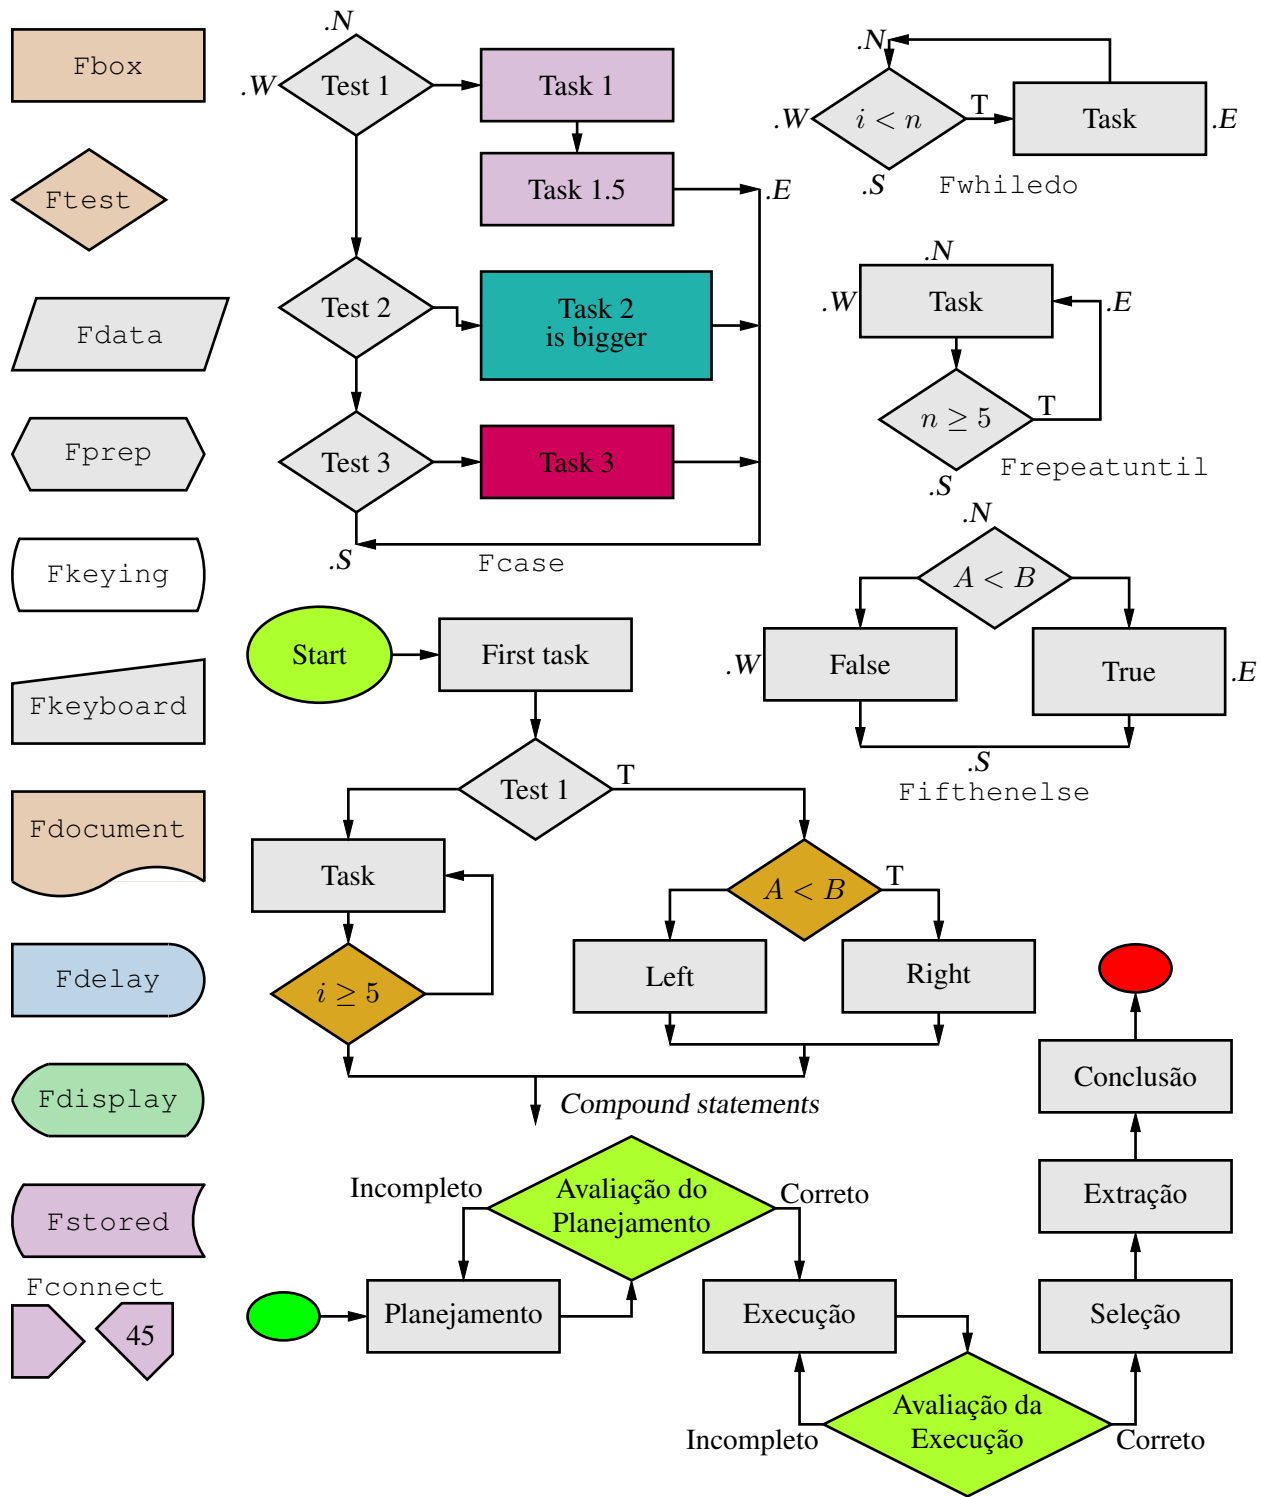 Fbox
Ftest
Fdata
Fprep
Fkeying
Fkeyboard
Fdocument
Fdelay
Fdisplay
Fstored
Fconnect
45
.N
.W
Test 1
Task 1
Task 1.5
.E
Test 2
Task 2
is bigger
Test 3
Task 3
.S
Fcase
.N
.W
i < n
T
Task
.E
.S
Fwhiledo
.N
.W
Task
.E
n ≥ 5
T
.S
Frepeatuntil
.N
A < B
.W
False
True
.E
.S
Fifthenelse
Start
First task
Test 1
T
Task
i ≥ 5
A < B
T
Left
Right
Compound statements
Incompleto
Avaliação do
Planejamento
Correto
Planejamento
Execução
Incompleto
Avaliação da
Execução
Correto
Seleção
Extração
Conclusão